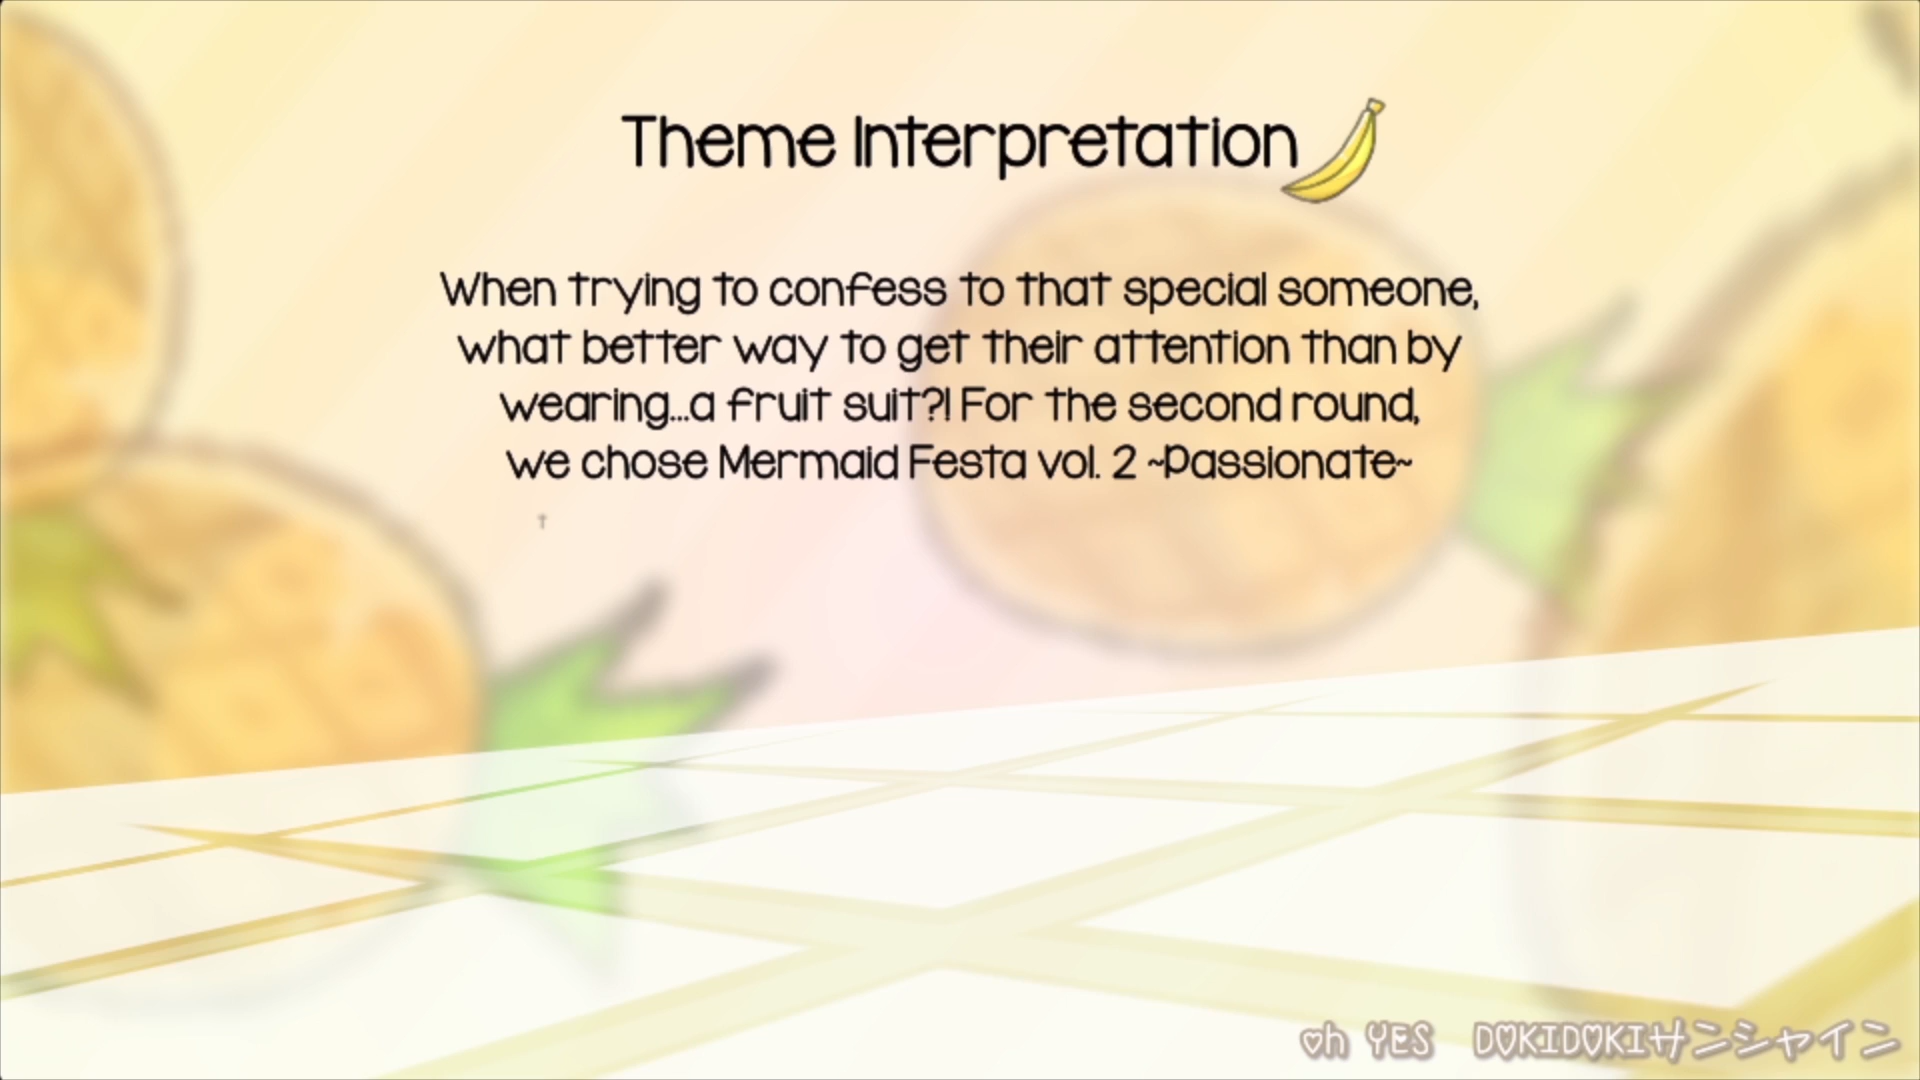 Theme Interpretation
When trying to confess to that special someone,
what better way to get their attention than by
wearing...a fruit suit?! For the second round,
we chose Mermaid Festa vol. 2 ~Passionate~
†
oh YES DOKIDOKIサンシャイン